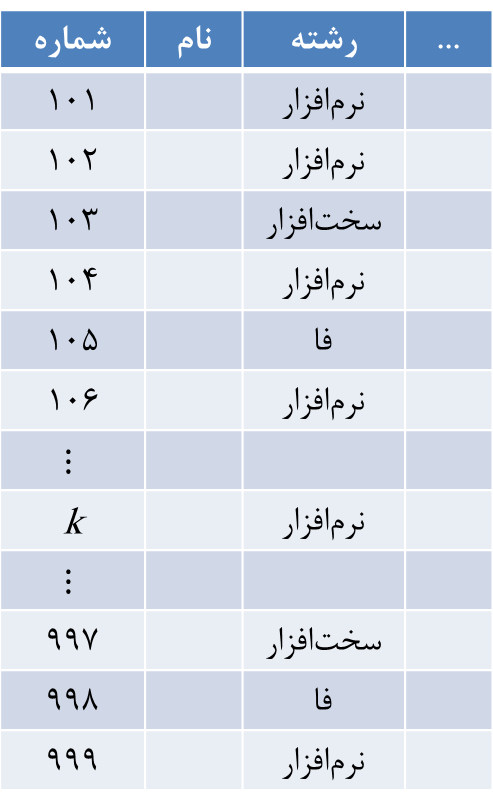 شماره نام رشته ...
۱۰۱ نرم‌افزار
۱۰۲ نرم‌افزار
۱۰۳ سخت‌افزار
۱۰۴ نرم‌افزار
۱۰۵ فا
۱۰۶ نرم‌افزار
⋮
k نرم‌افزار
⋮
۹۹۷ سخت‌افزار
۹۹۸ فا
۹۹۹ نرم‌افزار